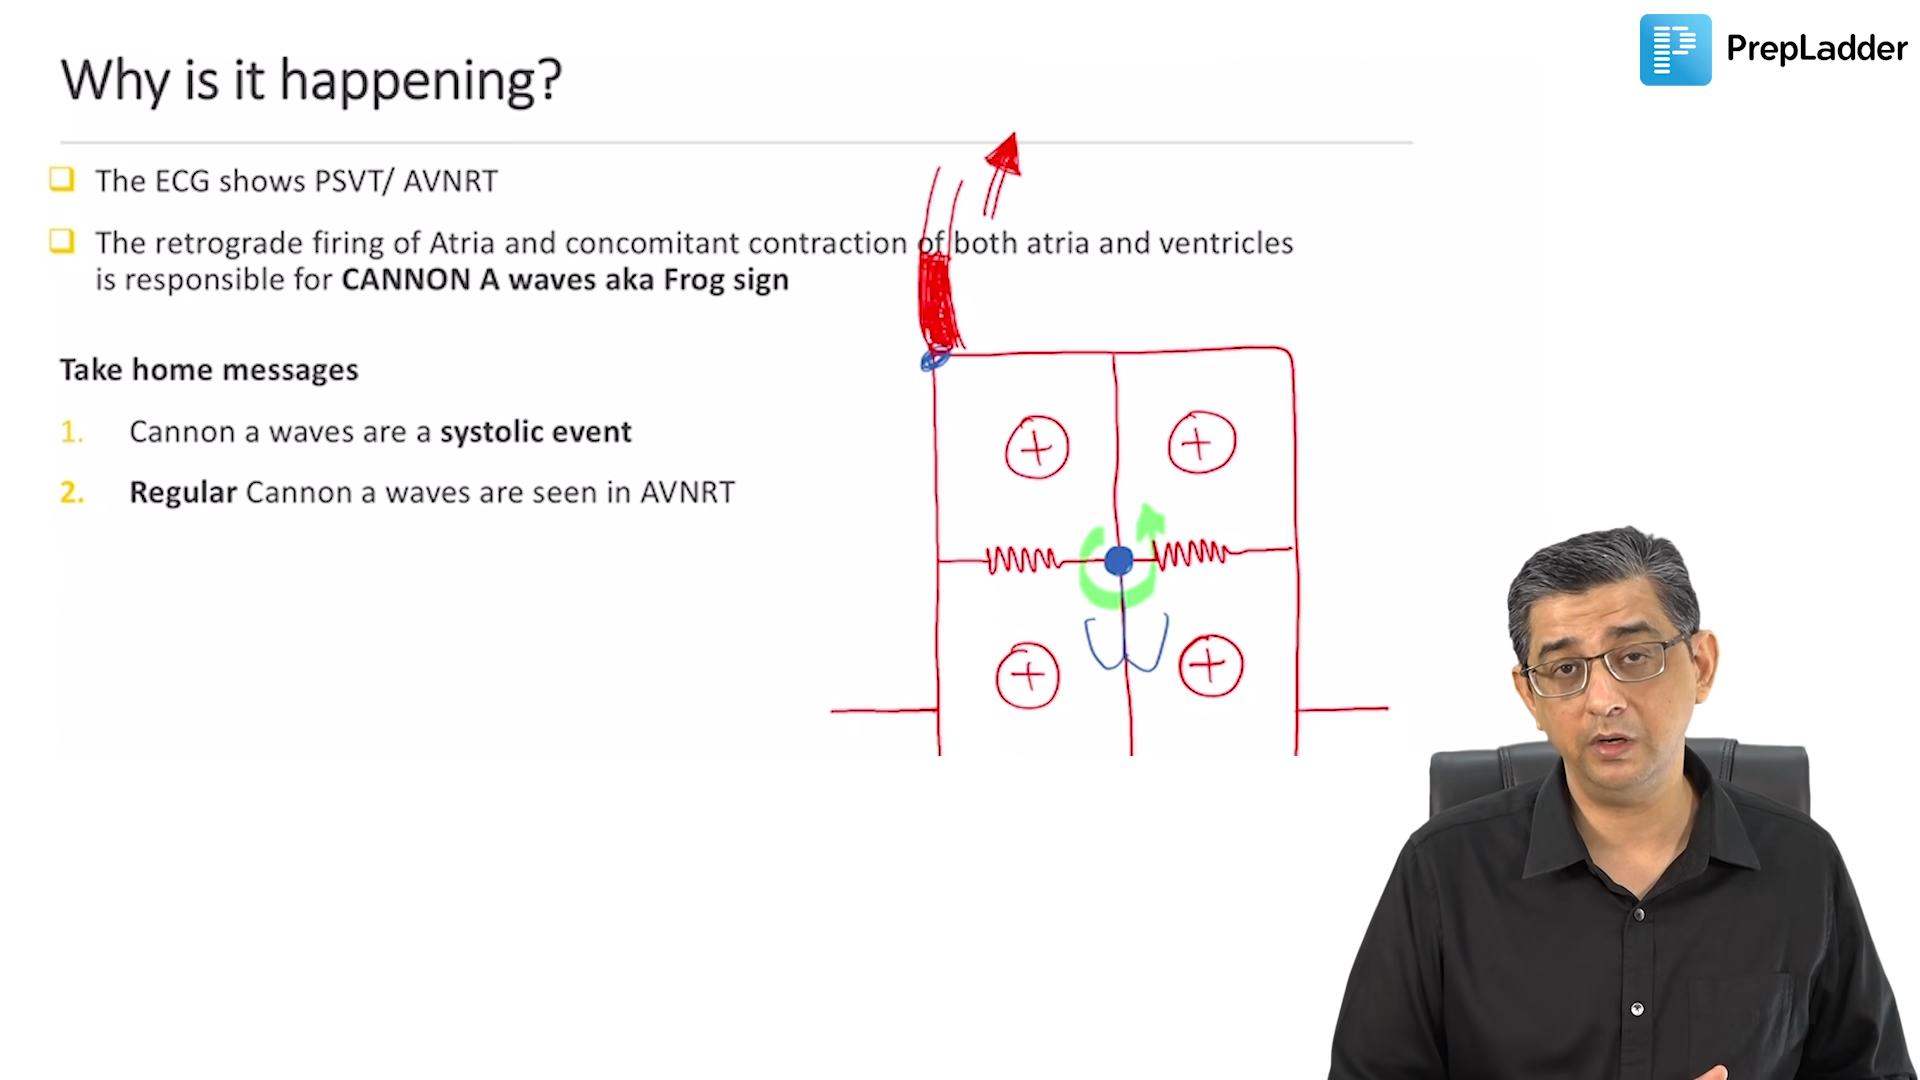 PrepLadder
Why is it happening?
The ECG shows PSVT/ AVNRT
The retrograde firing of Atria and concomitant contraction of both atria and ventricles
is responsible for CANNON A waves aka Frog sign
Take home messages
1. Cannon a waves are a systolic event
2. Regular Cannon a waves are seen in AVNRT
+ +
+ +